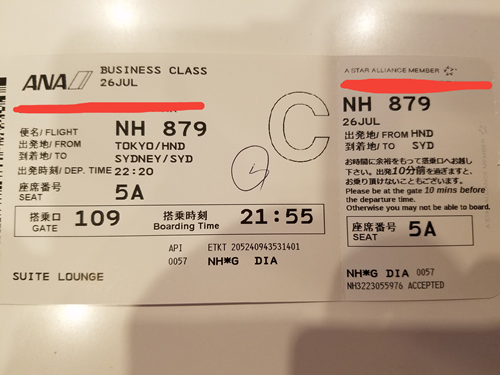 ANA
BUSINESS CLASS
26JUL
便名/FLIGHT NH 879
出発地/FROM TOKYO/HND
到着地/TO SYDNEY/SYD
出発時刻/DEP. TIME 22:20
座席番号
SEAT 5A
搭乗口
GATE 109
搭乗時刻
Boarding Time 21:55
API ETKT 205240943531401
0057 NH*G DIA
SUITE LOUNGE
C
4
A STAR ALLIANCE MEMBER
NH 879
26JUL
出発地/FROM HND
到着地/TO SYD
お時間に余裕をもって搭乗口へお越し
下さい。出発10分前を過ぎますと、
お乗り頂けないこともございます。
Please be at the gate 10 mins before
the departure time.
Otherwise you may not be able to board.
座席番号
SEAT 5A
NH*G DIA 0057
NH3223055976 ACCEPTED